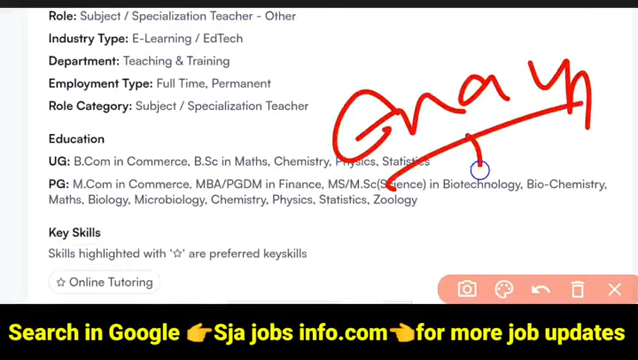 Role: Subject / Specialization Teacher - Other
Industry Type: E-Learning / EdTech
Department: Teaching & Training
Employment Type: Full Time, Permanent
Role Category: Subject / Specialization Teacher
Education
UG: B.Com in Commerce, B.Sc in Maths, Chemistry, Physics, Statistics
PG: M.Com in Commerce, MBA/PGDM in Finance, MS/M.Sc(Science) in Biotechnology, Bio-Chemistry,
Maths, Biology, Microbiology, Chemistry, Physics, Statistics, Zoology
Key Skills
Skills highlighted with '☆' are preferred keyskills
☆ Online Tutoring
Search in Google 👉Sja jobs info.com👈for more job updates